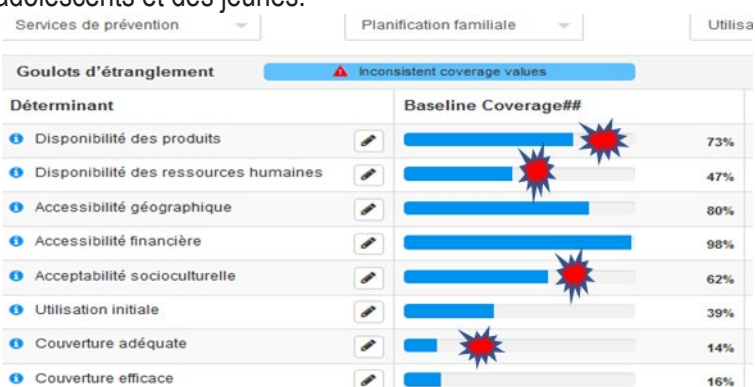 adolescents et des jeunes.
Services de prévention Planification familiale Utilisa
Goulots d'étranglement Inconsistent coverage values
Déterminant Baseline Coverage##
Disponibilité des produits 73%
Disponibilité des ressources humaines 47%
Accessibilité géographique 80%
Accessibilité financière 98%
Acceptabilité socioculturelle 62%
Utilisation initiale 39%
Couverture adéquate 14%
Couverture efficace 16%